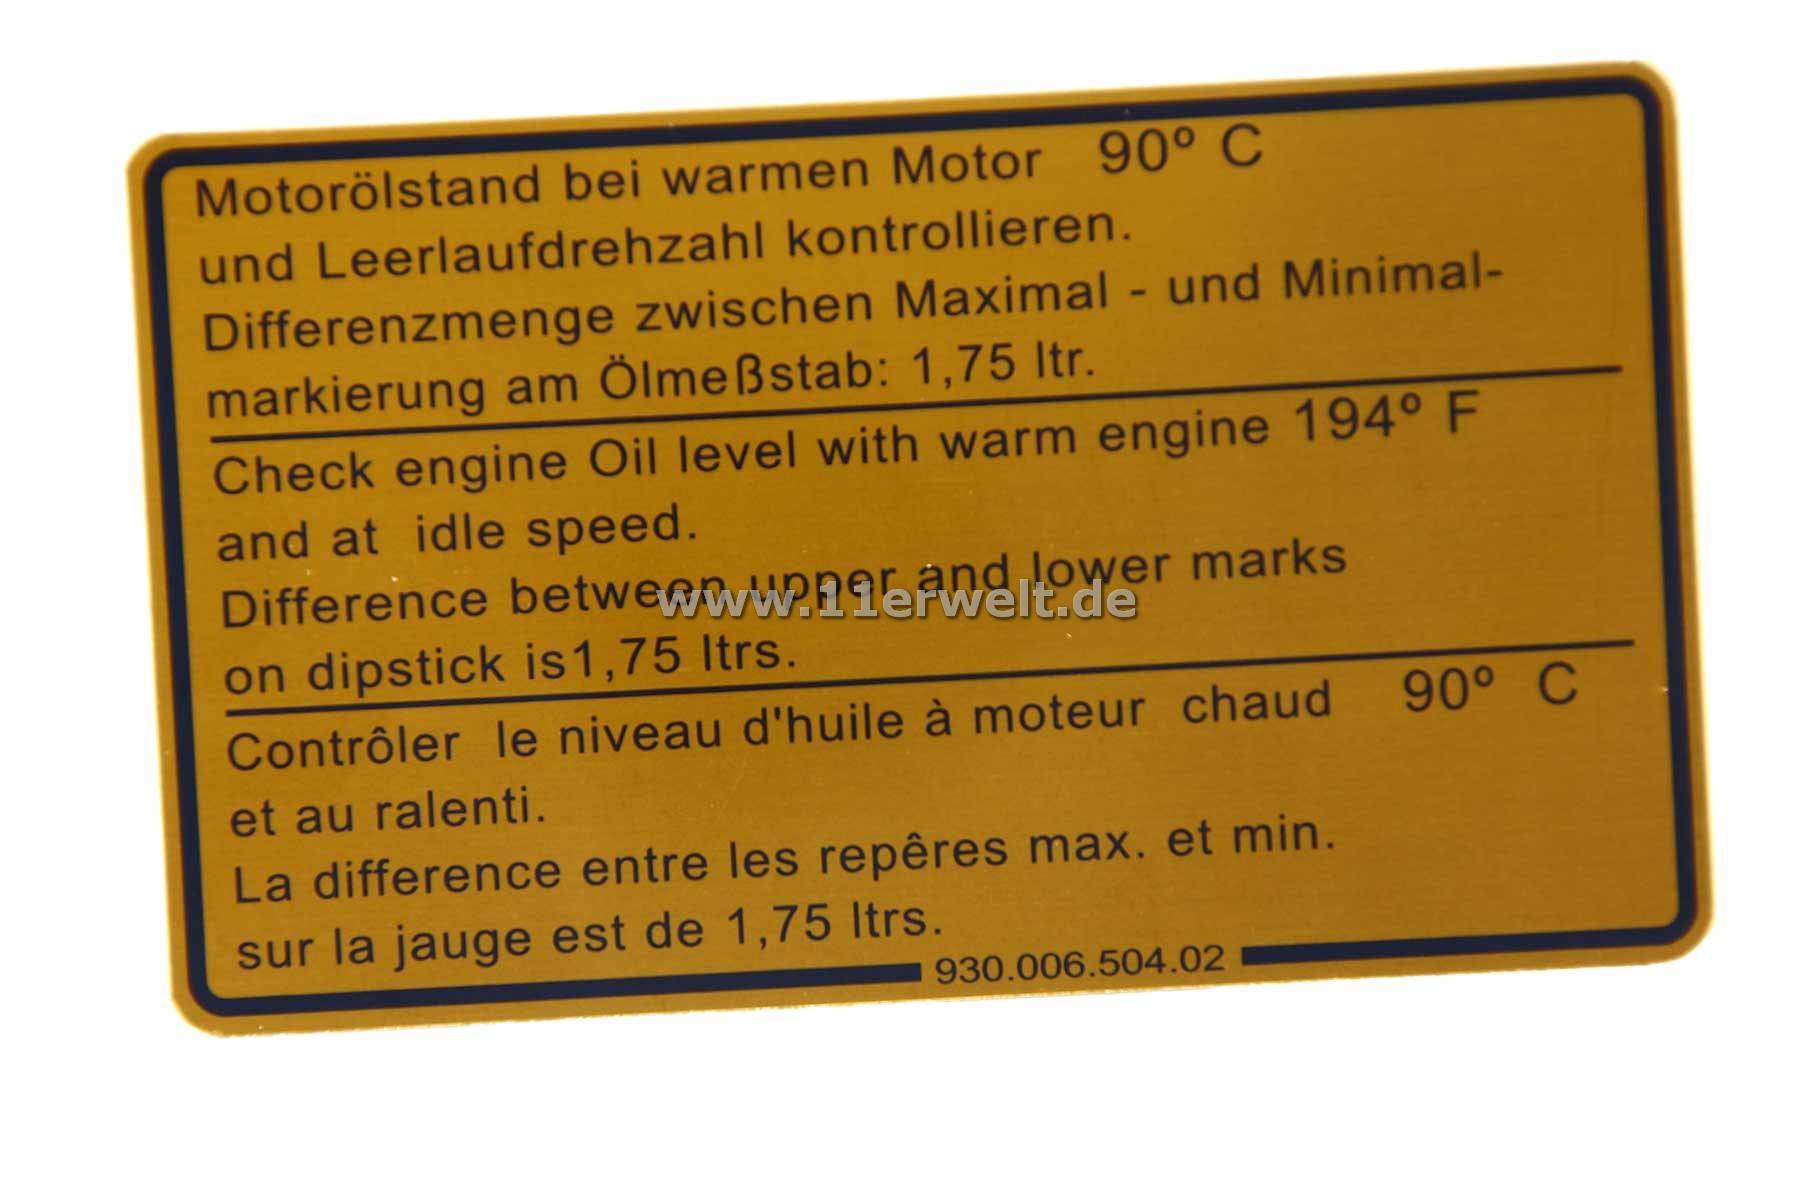 Motorölstand bei warmen Motor 90º C
und Leerlaufdrehzahl kontrollieren.
Differenzmenge zwischen Maximal - und Minimal-
markierung am Ölmeßstab: 1,75 ltr.
Check engine Oil level with warm engine 194º F
and at idle speed.
Difference between upper and lower marks
www.11erwelt.de
on dipstick is1,75 ltrs.
Contrôler le niveau d'huile à moteur chaud 90º C
et au ralenti.
La difference entre les repêres max. et min.
sur la jauge est de 1,75 ltrs.
930.006.504.02